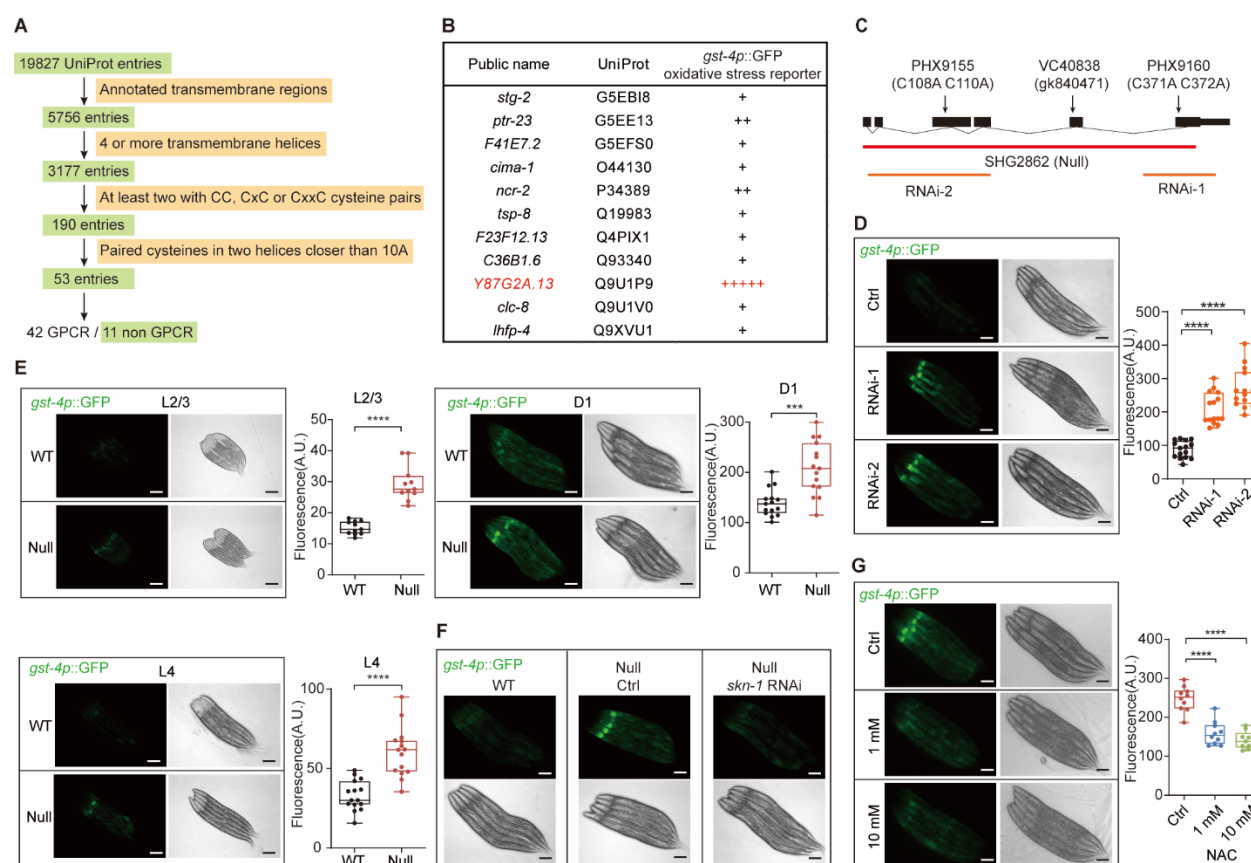 A
19827 UniProt entries
Annotated transmembrane regions
5756 entries
4 or more transmembrane helices
3177 entries
At least two with CC, CxC or CxxC cysteine pairs
190 entries
Paired cysteines in two helices closer than 10A
53 entries
42 GPCR / 11 non GPCR
B
Public name UniProt gst-4p::GFP
oxidative stress reporter
stg-2 G5EBI8 +
ptr-23 G5EE13 ++
F41E7.2 G5EFS0 +
cima-1 O44130 +
ncr-2 P34389 ++
tsp-8 Q19983 +
F23F12.13 Q4PIX1 +
C36B1.6 Q93340 +
Y87G2A.13 Q9U1P9 +++++
clc-8 Q9U1V0 +
lhfp-4 Q9XVU1 +
C
PHX9155 VC40838 PHX9160
(C108A C110A) (gk840471) (C371A C372A)
SHG2862 (Null)
RNAi-2 RNAi-1
D
gst-4p::GFP
Ctrl
RNAi-1
RNAi-2
Fluorescence(A.U.)
500
400
300
200
100
0
****
****
Ctrl
RNAi-1
RNAi-2
E
gst-4p::GFP L2/3
WT
Null
L2/3
Fluorescence(A.U.)
50
40
30
20
10
0
****
WT Null
gst-4p::GFP D1
WT
Null
D1
Fluorescence(A.U.)
300
200
100
0
***
WT Null
gst-4p::GFP L4
WT
Null
L4
Fluorescence(A.U.)
100
50
0
****
WT Null
F
gst-4p::GFP
WT
Null
Ctrl
Null
skn-1 RNAi
G
gst-4p::GFP
Ctrl
1 mM
10 mM
Fluorescence(A.U.)
400
300
200
100
0
****
****
Ctrl
1 mM
10 mM
NAC